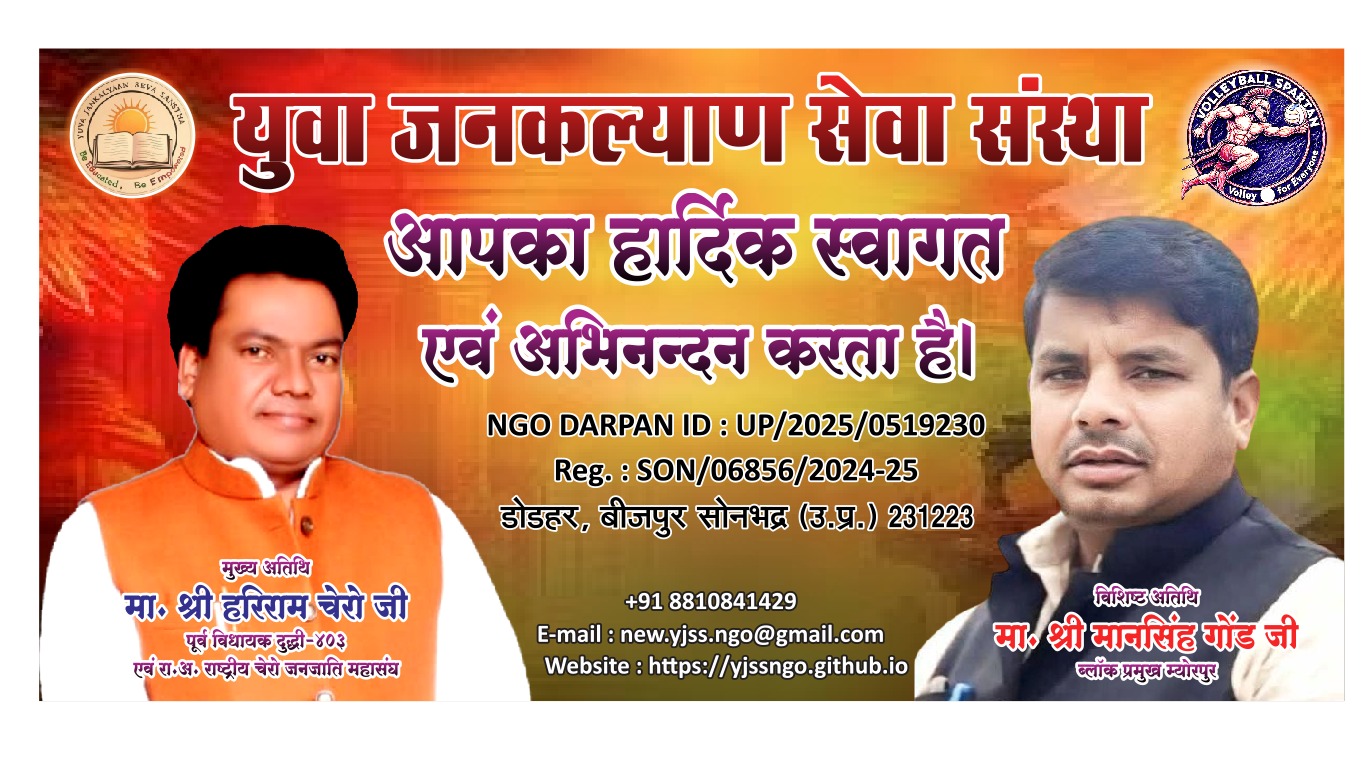 YUVA JANKALYAAN SEVA SANSTHA
Be Educated, Be Empowered
युवा जनकल्याण सेवा संस्था
VOLLEYBALL SPARTAN
Volley for Everyone
आपका हार्दिक स्वागत
एवं अभिनन्दन करता है।
NGO DARPAN ID : UP/2025/0519230
Reg. : SON/06856/2024-25
डोडहर, बीजपुर सोनभद्र (उ.प्र.) 231223
मुख्य अतिथि
मा. श्री हरिराम चेरो जी
पूर्व विधायक दुद्धी-४०३
एवं रा.अ. राष्ट्रीय चेरो जनजाति महासंघ
+91 8810841429
E-mail : new.yjss.ngo@gmail.com
Website : https://yjssngo.github.io
विशिष्ट अतिथि
मा. श्री मानसिंह गोंड जी
ब्लॉक प्रमुख म्योरपुर